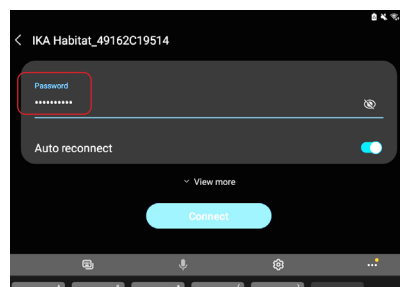 IKA Habitat_49162C19514
Password
••••••••••
Auto reconnect
View more
Connect